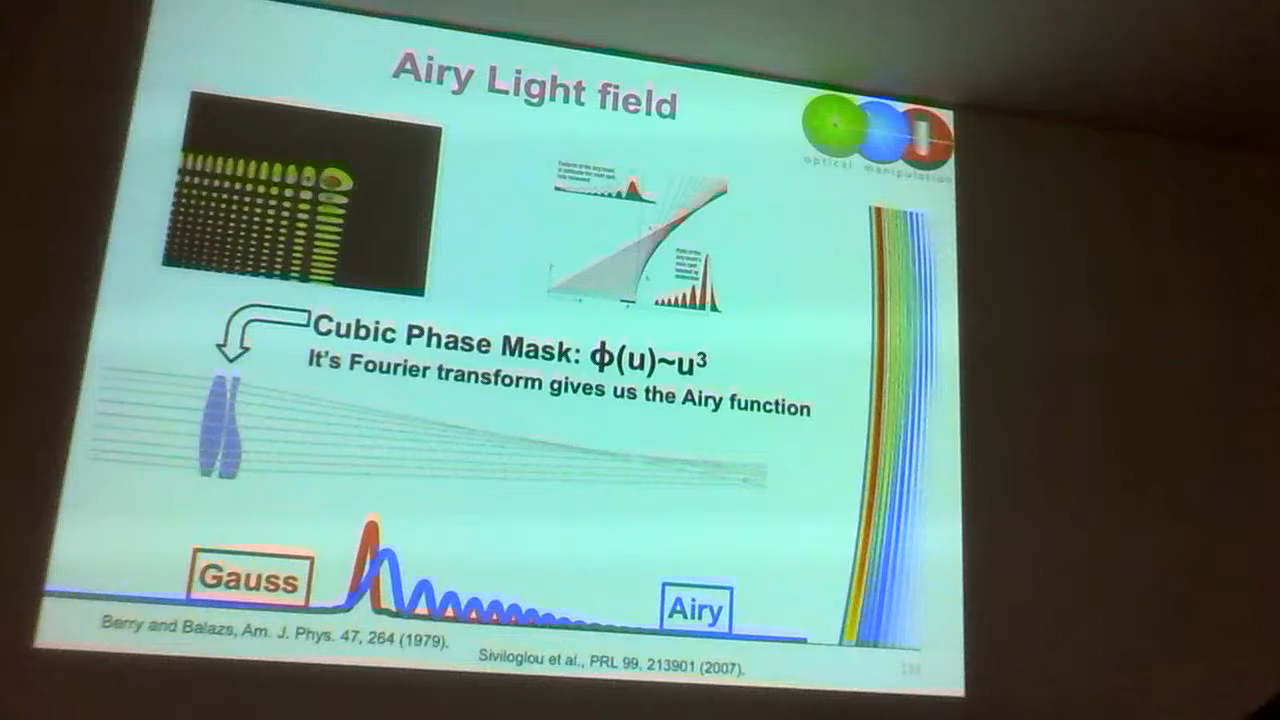 Airy Light field
optical manipulation
Cubic Phase Mask: ϕ(u)~u³
It's Fourier transform gives us the Airy function
Gauss
Airy
Berry and Balazs, Am. J. Phys. 47, 264 (1979).
Siviloglou et al., PRL 99, 213901 (2007).